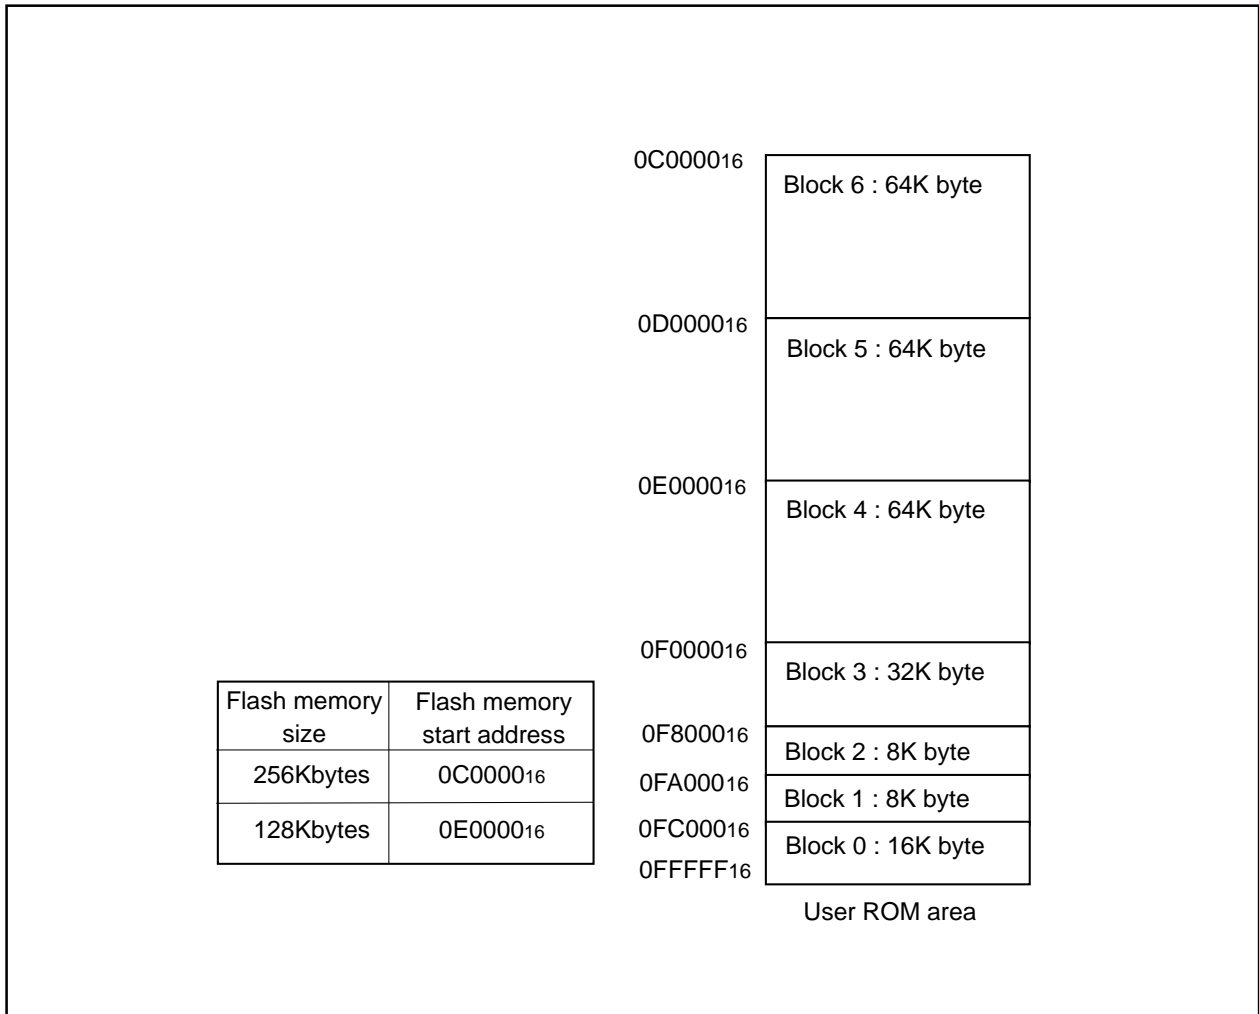 0C000016
Block 6 : 64K byte
0D000016
Block 5 : 64K byte
0E000016
Block 4 : 64K byte
0F000016
Block 3 : 32K byte
0F800016
Block 2 : 8K byte
0FA00016
Block 1 : 8K byte
0FC00016
Block 0 : 16K byte
0FFFFF16
User ROM area
Flash memory size
Flash memory start address
256Kbytes
0C000016
128Kbytes
0E000016